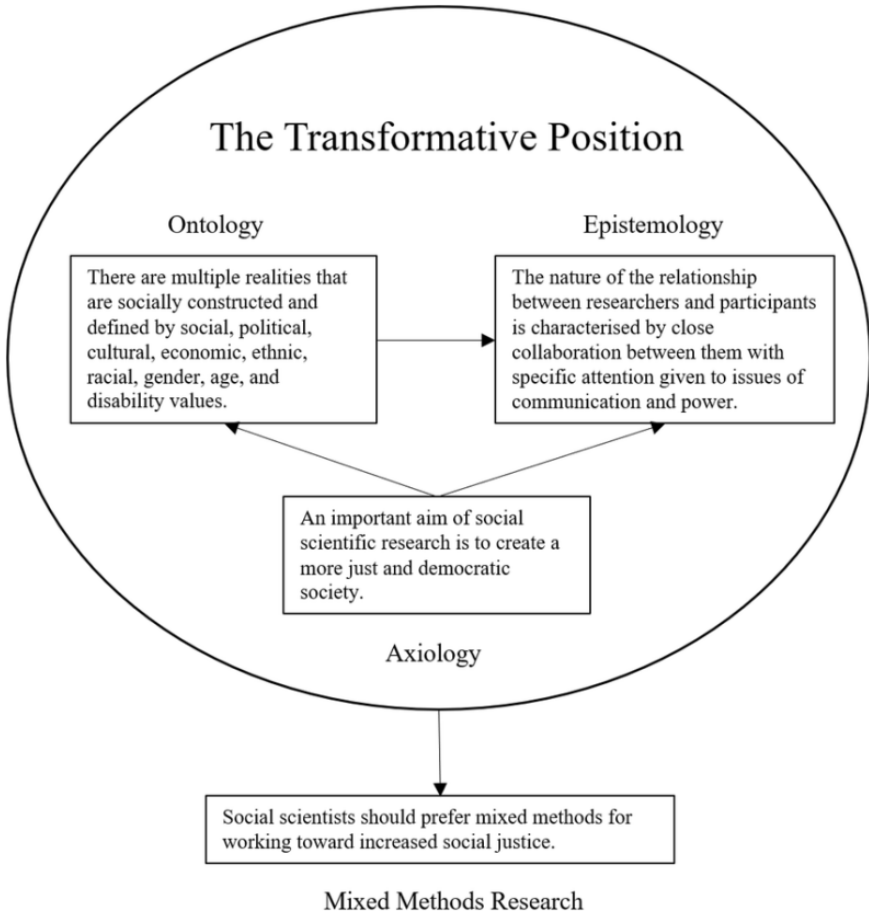 The Transformative Position
Ontology
There are multiple realities that
are socially constructed and
defined by social, political,
cultural, economic, ethnic,
racial, gender, age, and
disability values.
Epistemology
The nature of the relationship
between researchers and participants
is characterised by close
collaboration between them with
specific attention given to issues of
communication and power.
An important aim of social
scientific research is to create a
more just and democratic
society.
Axiology
Social scientists should prefer mixed methods for
working toward increased social justice.
Mixed Methods Research